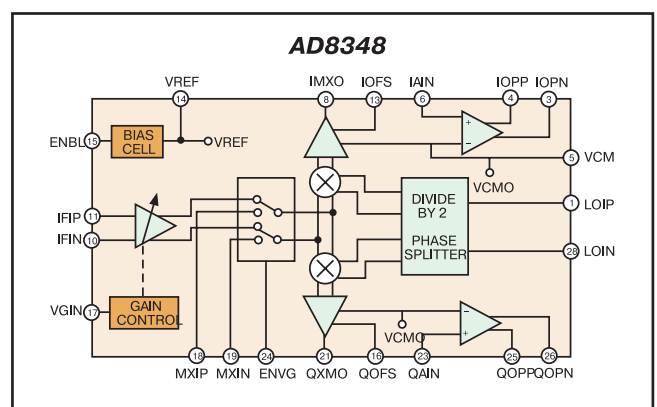 AD8348
VREF
IMXO
IOFS
IAIN
IOPP
IOPN
14
8
13
6
4
3
ENBL
15
BIAS
CELL
VREF
+
−
5
VCM
VCMO
IFIP
11
IFIN
10
DIVIDE
BY 2
PHASE
SPLITTER
1
LOIP
28
LOIN
VGIN
17
GAIN
CONTROL
VCMO
−
+
18
19
24
21
16
23
25
26
MXIP
MXIN
ENVG
QXMO
QOFS
QAIN
QOPP
QOPN